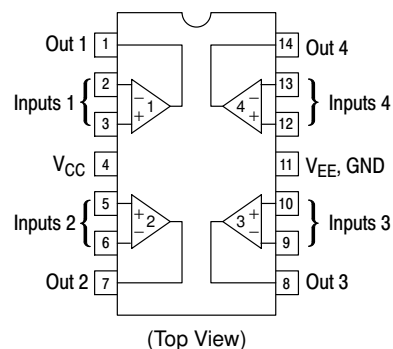 Out 1 1 14 Out 4
2 − 1 − 13
Inputs 1 { + 4 + } Inputs 4
3 12
VCC 4 11 VEE, GND
5 + + 10
Inputs 2 { 2 3 } Inputs 3
6 − − 9
Out 2 7 8 Out 3
(Top View)